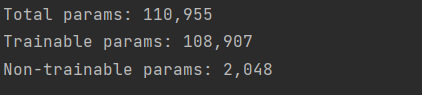 Total params: 110,955
Trainable params: 108,907
Non-trainable params: 2,048